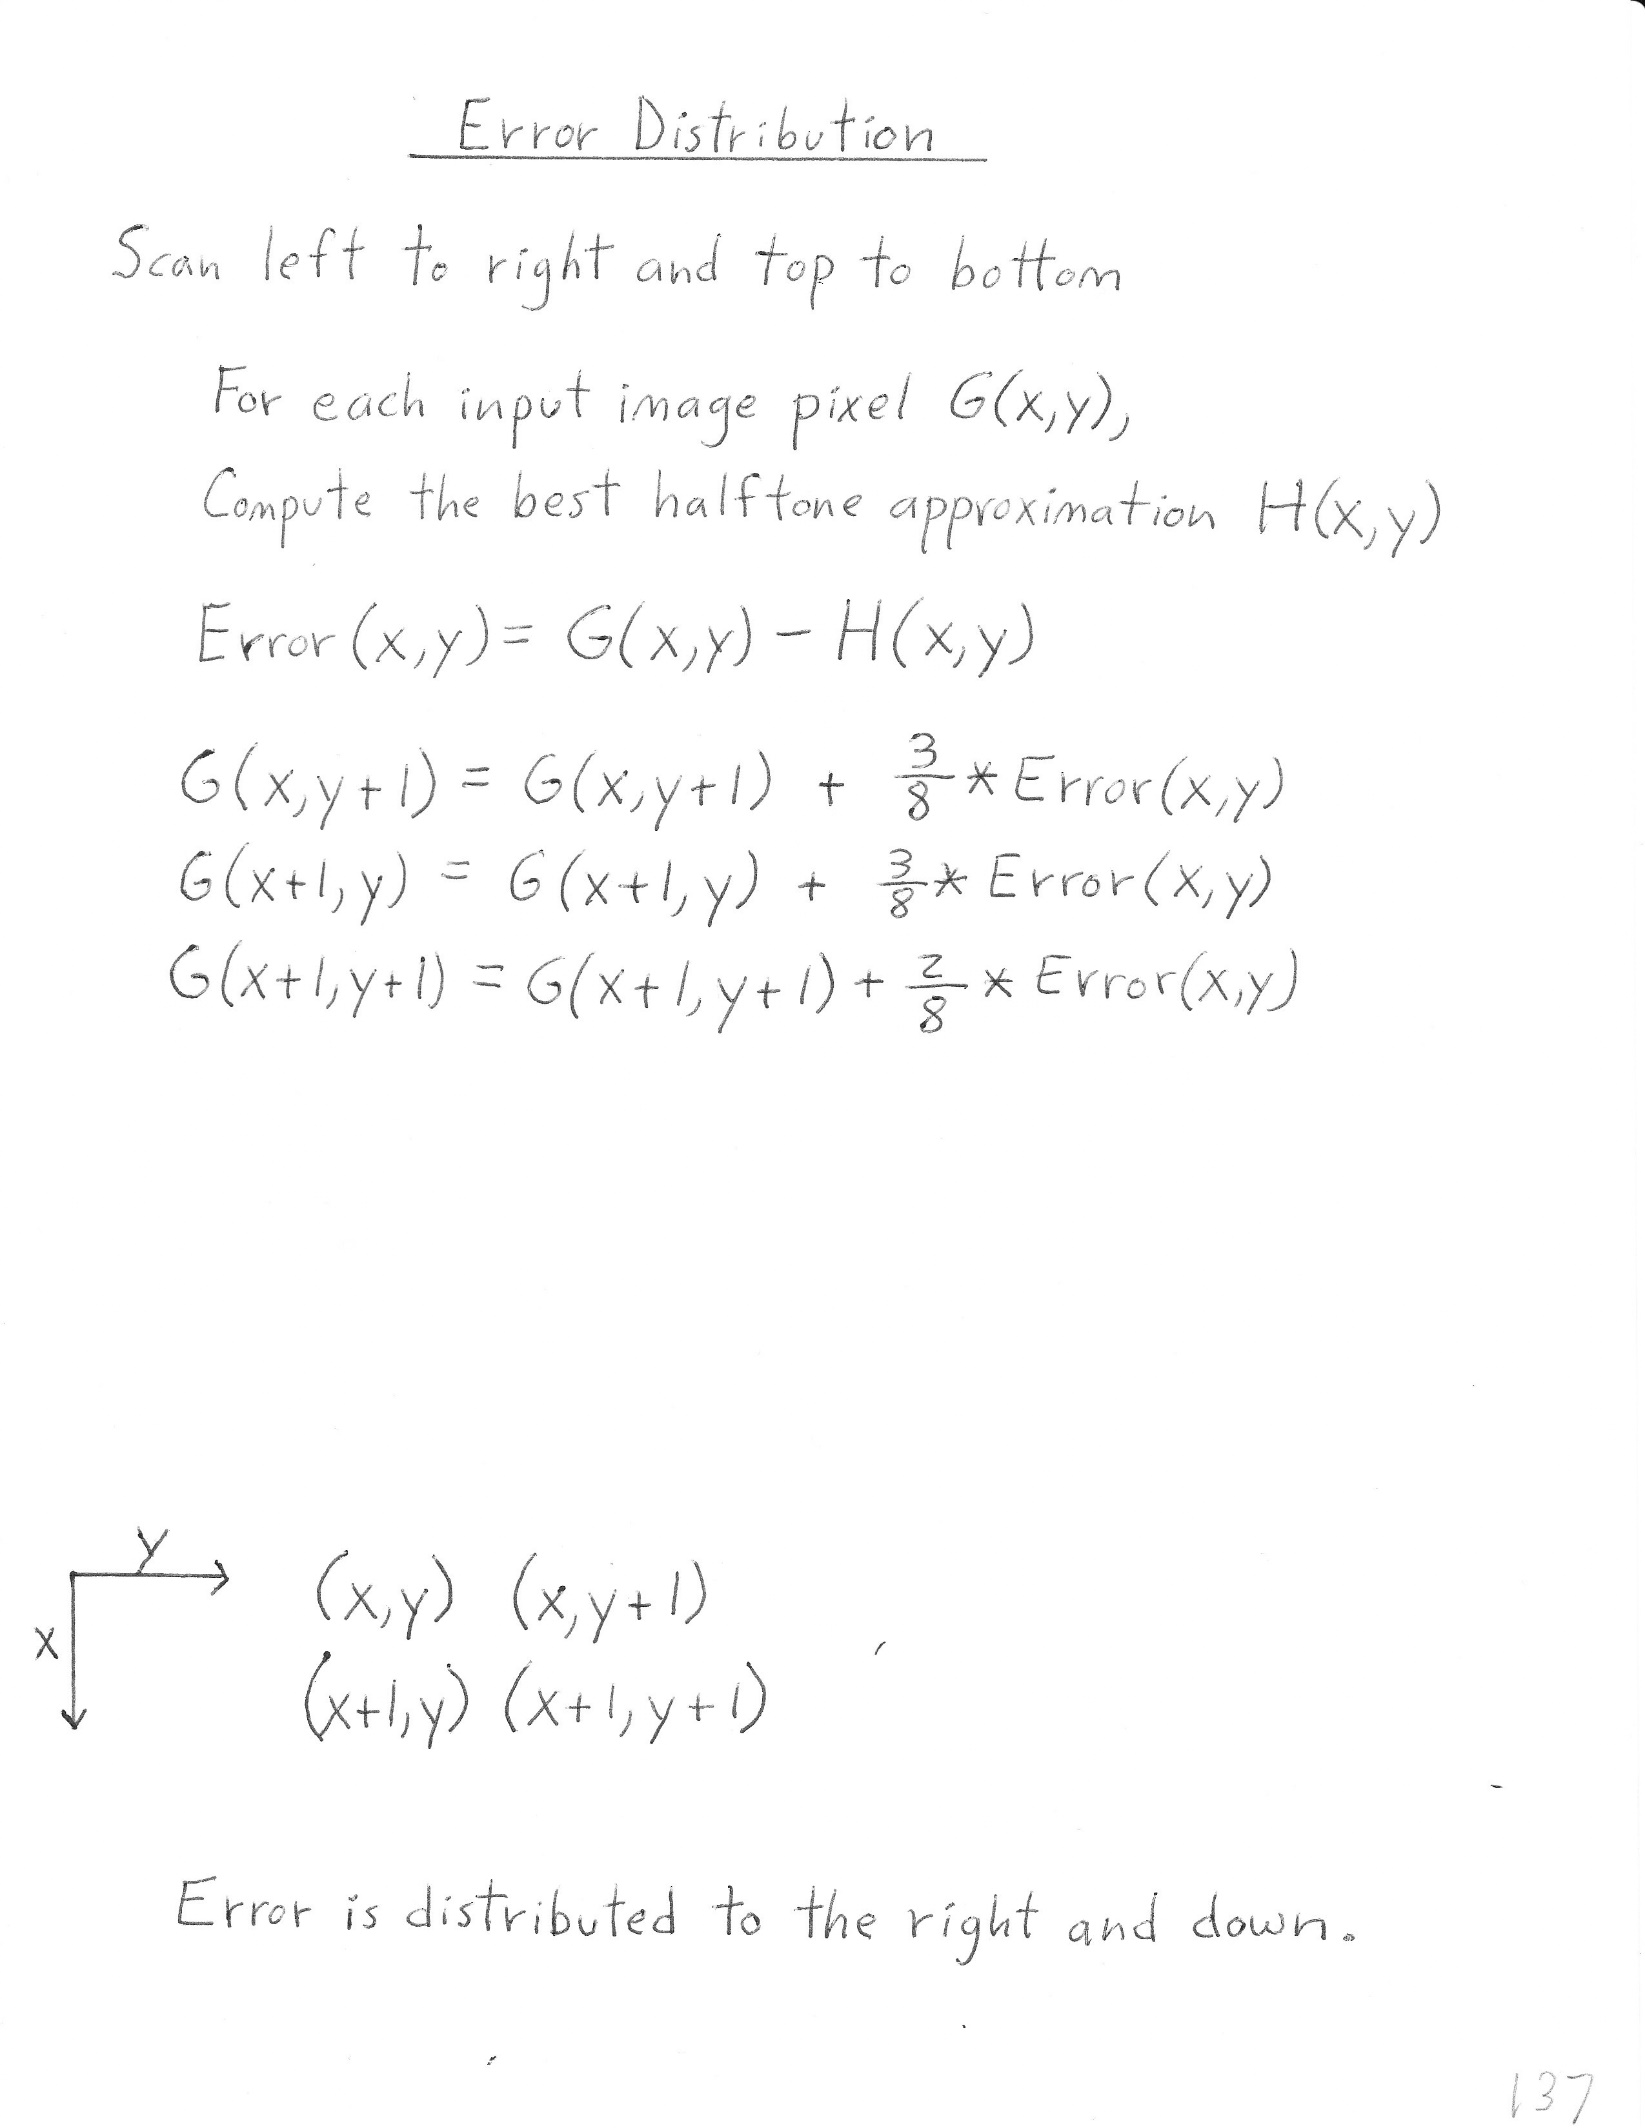 Error Distribution
Scan left to right and top to bottom
For each input image pixel G(x,y),
Compute the best halftone approximation H(x,y)
Error(x,y) = G(x,y) - H(x,y)
G(x,y+1) = G(x,y+1) + 3/8 * Error(x,y)
G(x+1,y) = G(x+1,y) + 3/8 * Error(x,y)
G(x+1,y+1) = G(x+1,y+1) + 2/8 * Error(x,y)
y
(x,y) (x,y+1)
x
(x+1,y) (x+1,y+1)
Error is distributed to the right and down.
137